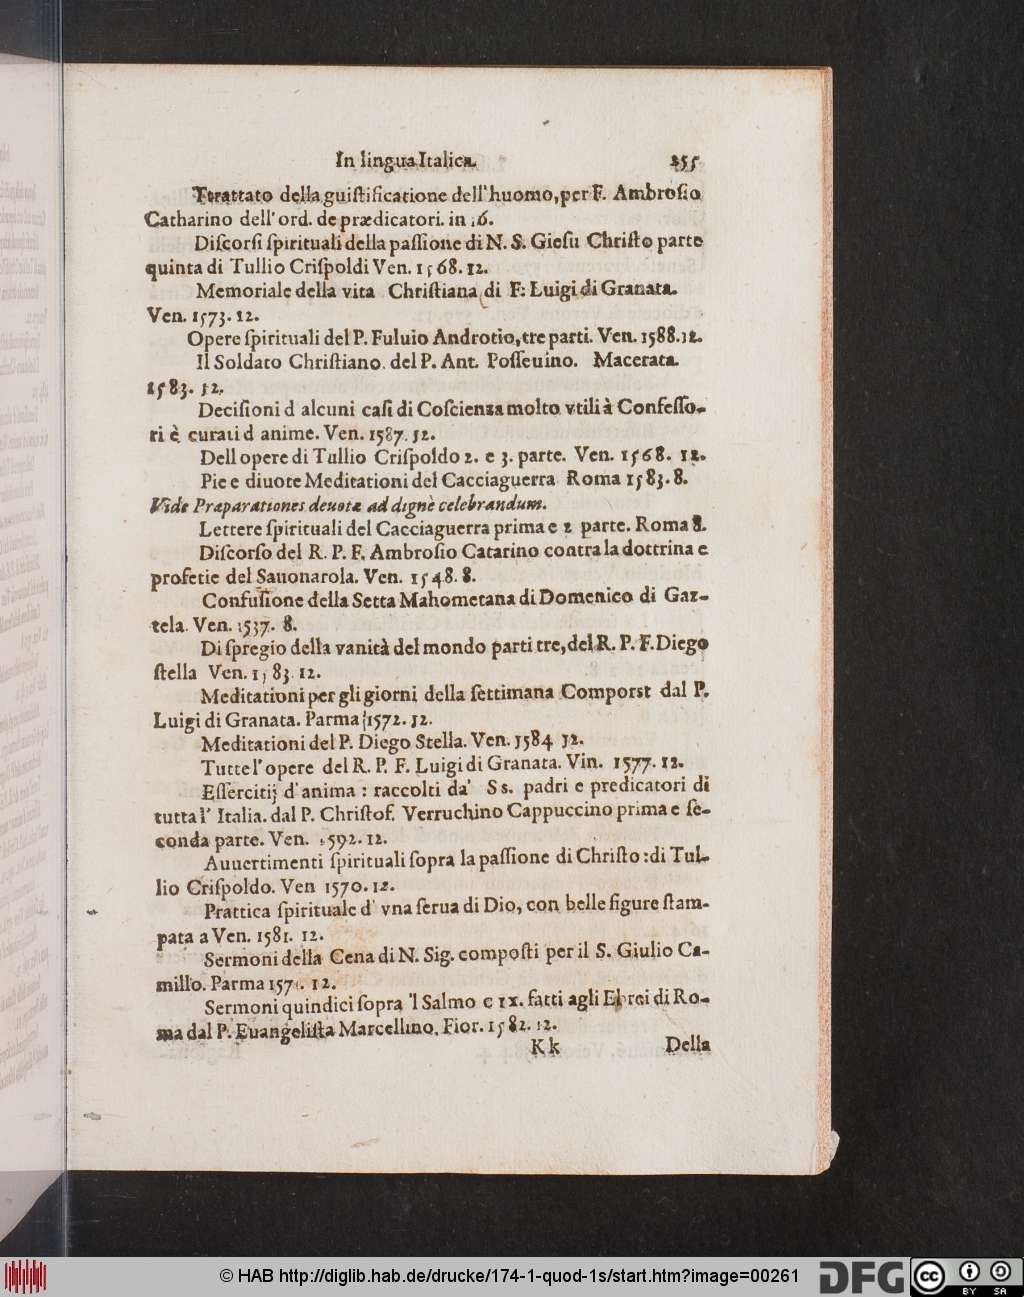 In lingua Italica. 255
Ttrattato della guiſtificatione dell'huomo, per F. Ambroſio
Catharino dell'ord. de prædicatori. in 16.
Diſcorſi ſpirituali della paſſione di N. S. Gieſu Chriſto parte
quinta di Tullio Criſpoldi Ven. 1568. 12.
Memoriale della vita Chriſtiana di F: Luigi di Granata.
Ven. 1573. 12.
Opere ſpirituali del P. Fuluio Androtio, tre parti. Ven. 1588. 12.
Il Soldato Chriſtiano. del P. Ant. Poſſeuino. Macerata
1583. 12.
Deciſioni d alcuni caſi di Coſcienza molto vtili à Confeſſo-
ri è curati d anime. Ven. 1587. 12.
Dell opere di Tullio Criſpoldo 2. e 3. parte. Ven. 1568. 12.
Pie e diuote Meditationi del Cacciaguerra Roma 1583. 8.
Vide Præparationes deuotæ ad dignè celebrandum.
Lettere ſpirituali del Cacciaguerra prima e 2 parte. Roma 8.
Diſcorſo del R. P. F. Ambroſio Catarino contra la dottrina e
profetie del Sauonarola. Ven. 1548. 8.
Confuſione della Setta Mahometana di Domenico di Gaz-
tela. Ven. 1537. 8.
Di ſpregio della vanità del mondo parti tre, del R. P. F. Diego
ſtella Ven. 1583. 12.
Meditationi per gli giorni della ſettimana Comporst dal P.
Luigi di Granata. Parma 1572. 12.
Meditationi del P. Diego Stella. Ven. 1584 12.
Tutte l'opere del R. P. F. Luigi di Granata. Vin. 1577. 12.
Eſſercitij d'anima : raccolti da' Ss. padri e predicatori di
tutta l' Italia. dal P. Chriſtof. Verruchino Cappuccino prima e ſe-
conda parte. Ven. 1592. 12.
Auuertimenti ſpirituali ſopra la paſſione di Chriſto : di Tul-
lio Criſpoldo. Ven 1570. 12.
Prattica ſpirituale d' vna ſerua di Dio, con belle figure ſtam-
pata a Ven. 1581. 12.
Sermoni della Cena di N. Sig. compoſti per il S. Giulio Ca-
millo. Parma 12.
Sermoni quindici ſopra 'l Salmo c ix. fatti agli Ebrei di Ro-
ma dal P. Euangeliſta Marcellino. Fior. 1582. 12.
Kk Della
© HAB http://diglib.hab.de/drucke/174-1-quod-1s/start.htm?image=00261
DFG
cc BY SA